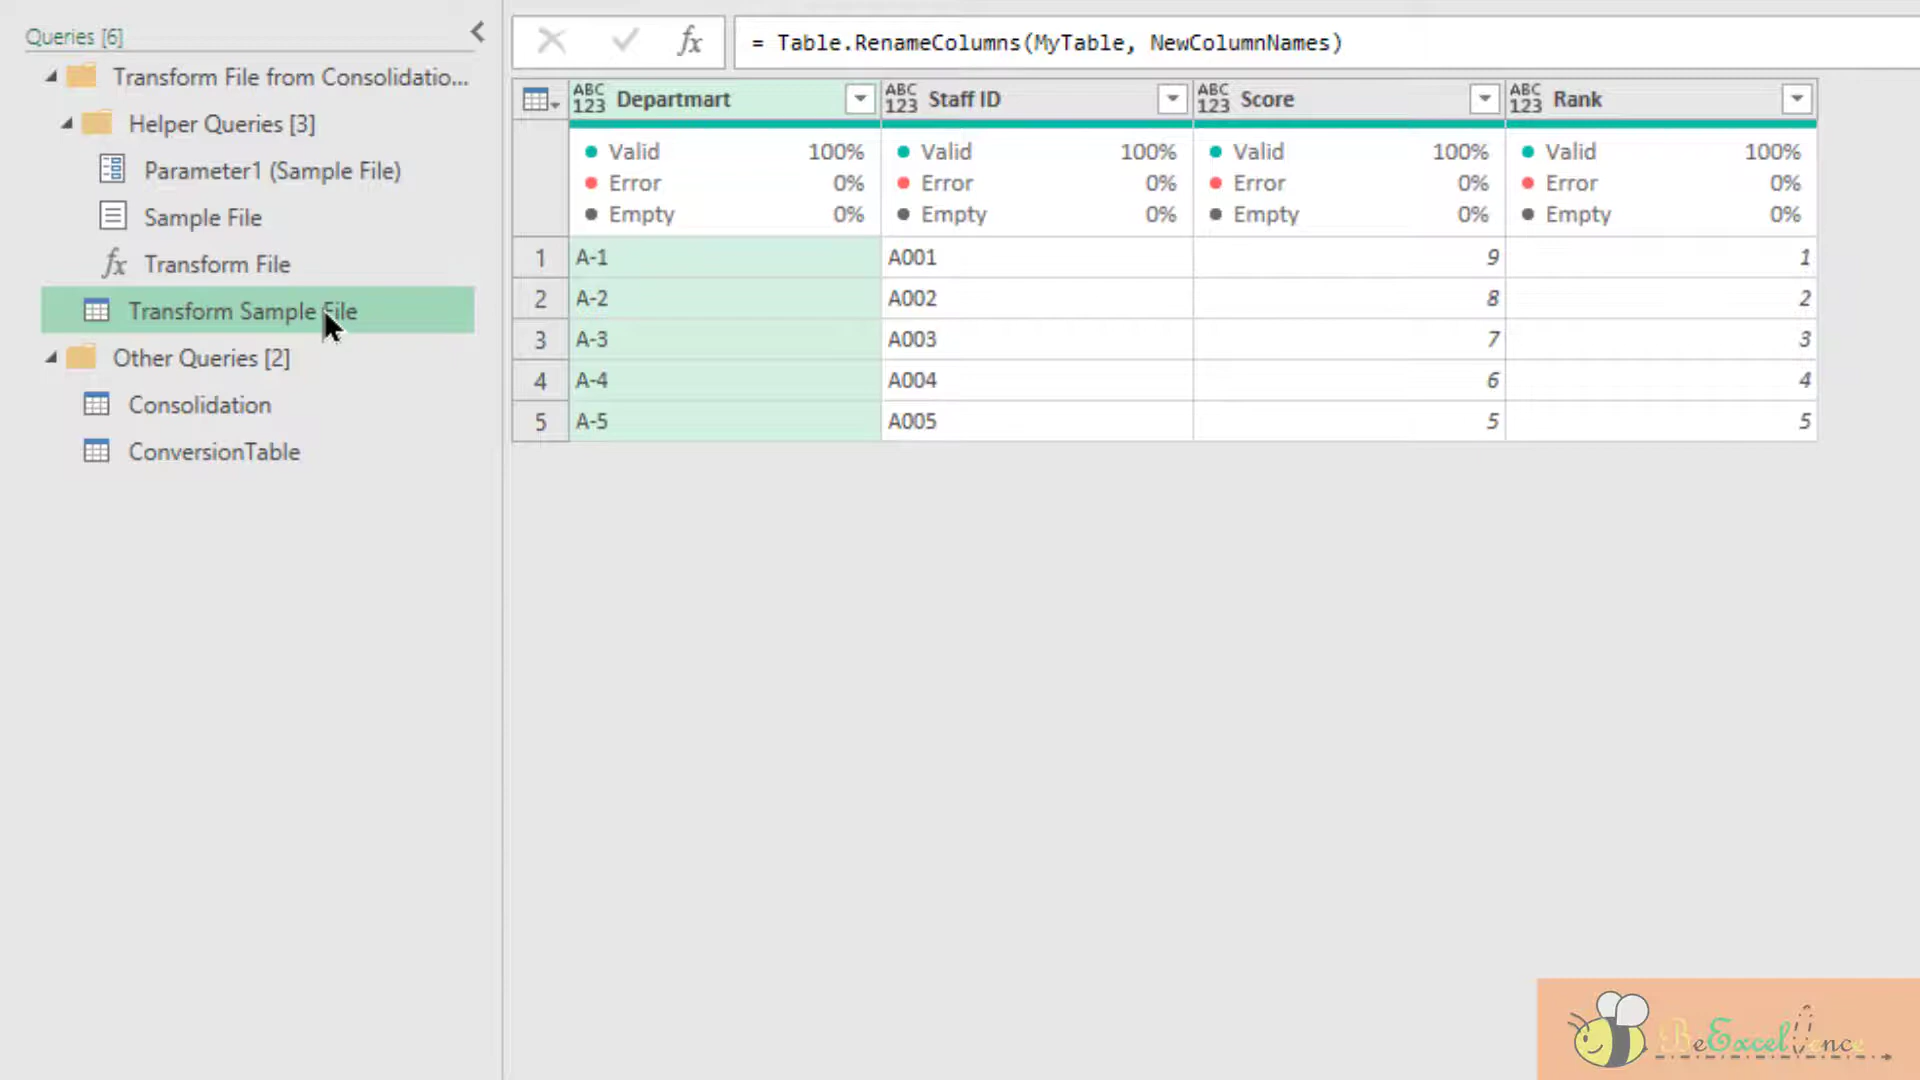 Queries [6]
= Table.RenameColumns(MyTable, NewColumnNames)
Transform File from Consolidatio...
Helper Queries [3]
Parameter1 (Sample File)
Sample File
fx Transform File
Transform Sample File
Other Queries [2]
Consolidation
ConversionTable
fx
ABC 123 Departmart ABC 123 Staff ID ABC 123 Score ABC 123 Rank
Valid 100% Valid 100% Valid 100% Valid 100%
Error 0% Error 0% Error 0% Error 0%
Empty 0% Empty 0% Empty 0% Empty 0%
1 A-1 A001 9 1
2 A-2 A002 8 2
3 A-3 A003 7 3
4 A-4 A004 6 4
5 A-5 A005 5 5
BeExcellence